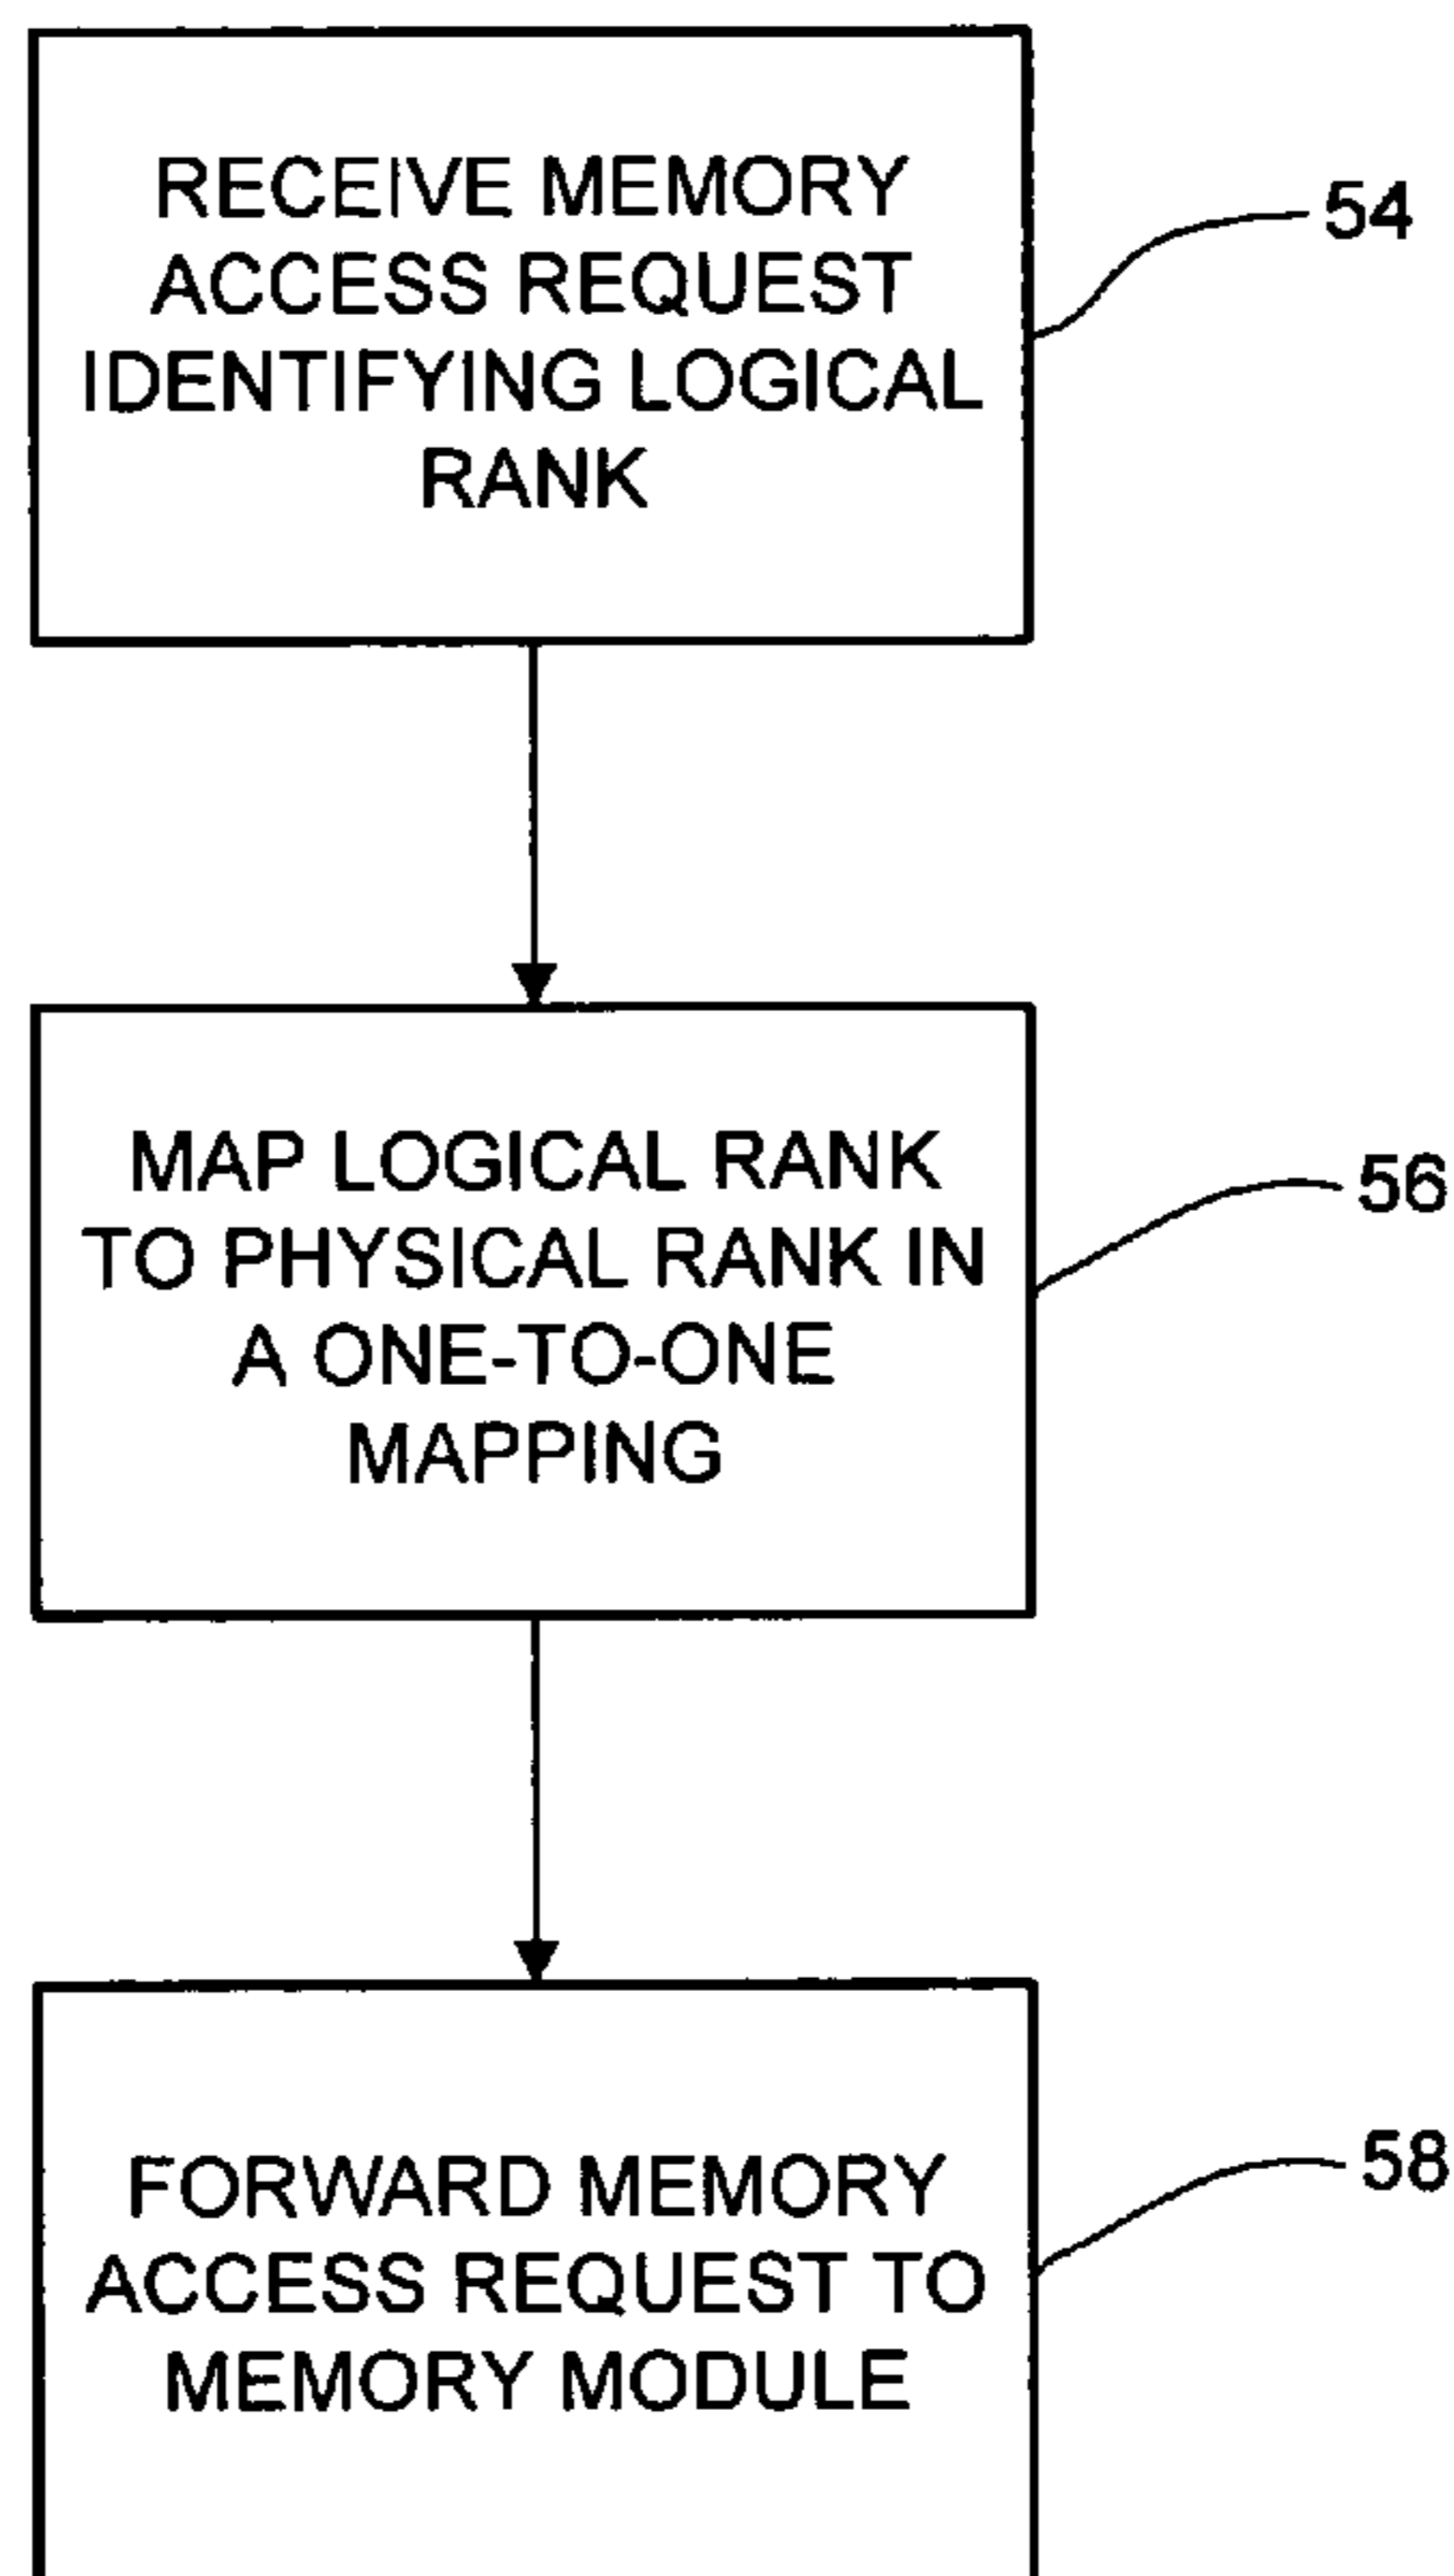 RECEIVE MEMORY
ACCESS REQUEST
IDENTIFYING LOGICAL
RANK
54
MAP LOGICAL RANK
TO PHYSICAL RANK IN
A ONE-TO-ONE
MAPPING
56
FORWARD MEMORY
ACCESS REQUEST TO
MEMORY MODULE
58